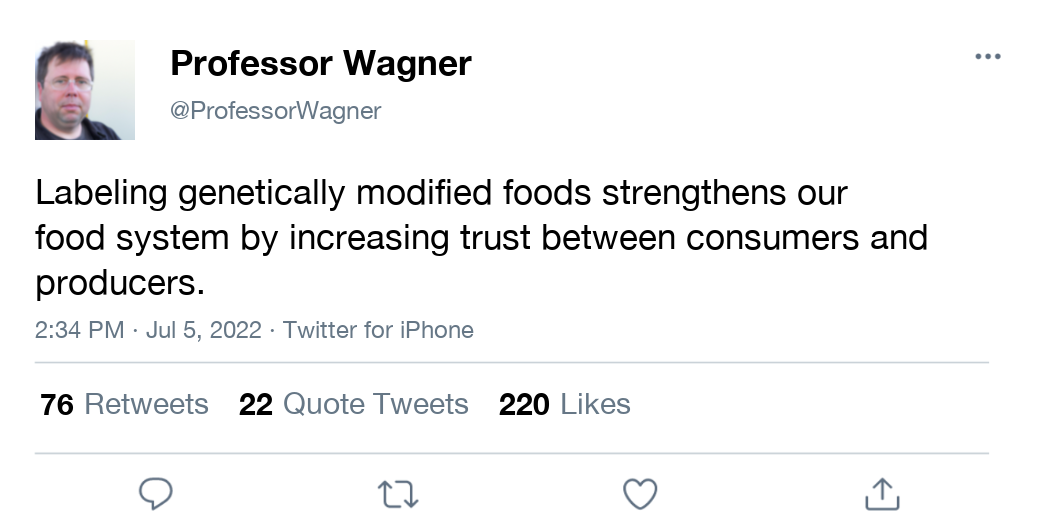 Professor Wagner
@ProfessorWagner
Labeling genetically modified foods strengthens our
food system by increasing trust between consumers and
producers.
2:34 PM · Jul 5, 2022 · Twitter for iPhone
76 Retweets 22 Quote Tweets 220 Likes